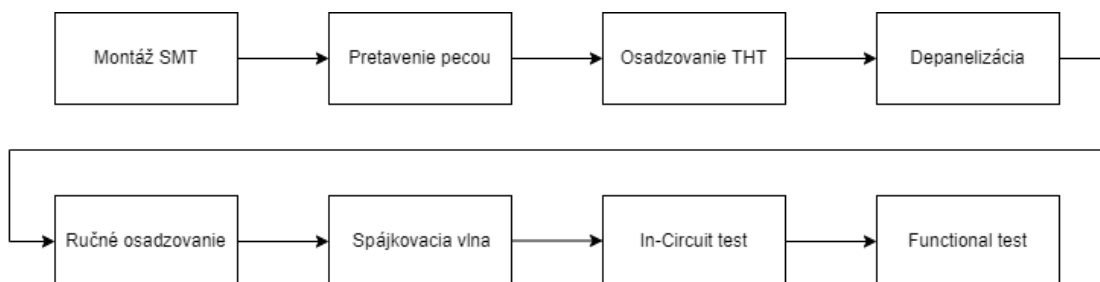 Montáž SMT
Pretavenie pecou
Osadzovanie THT
Depanelizácia
Ručné osadzovanie
Spájkovacia vlna
In-Circuit test
Functional test